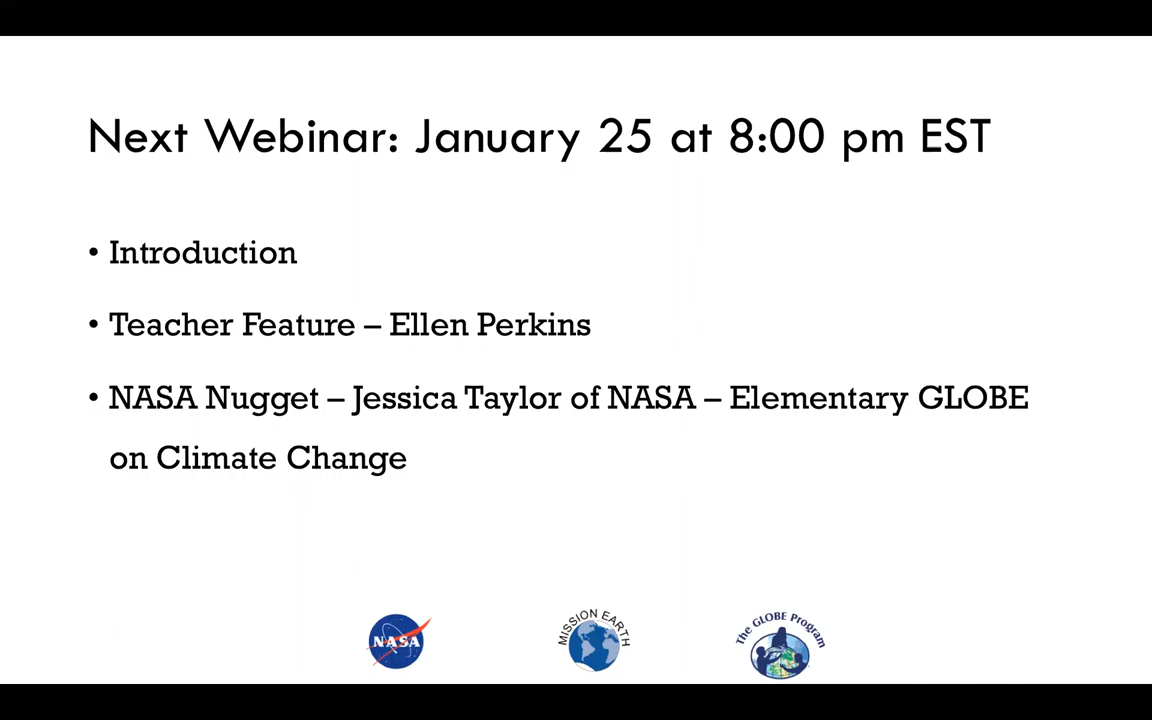 Next Webinar: January 25 at 8:00 pm EST
• Introduction
• Teacher Feature – Ellen Perkins
• NASA Nugget – Jessica Taylor of NASA – Elementary GLOBE
on Climate Change
NASA
MISSION EARTH
The GLOBE Program